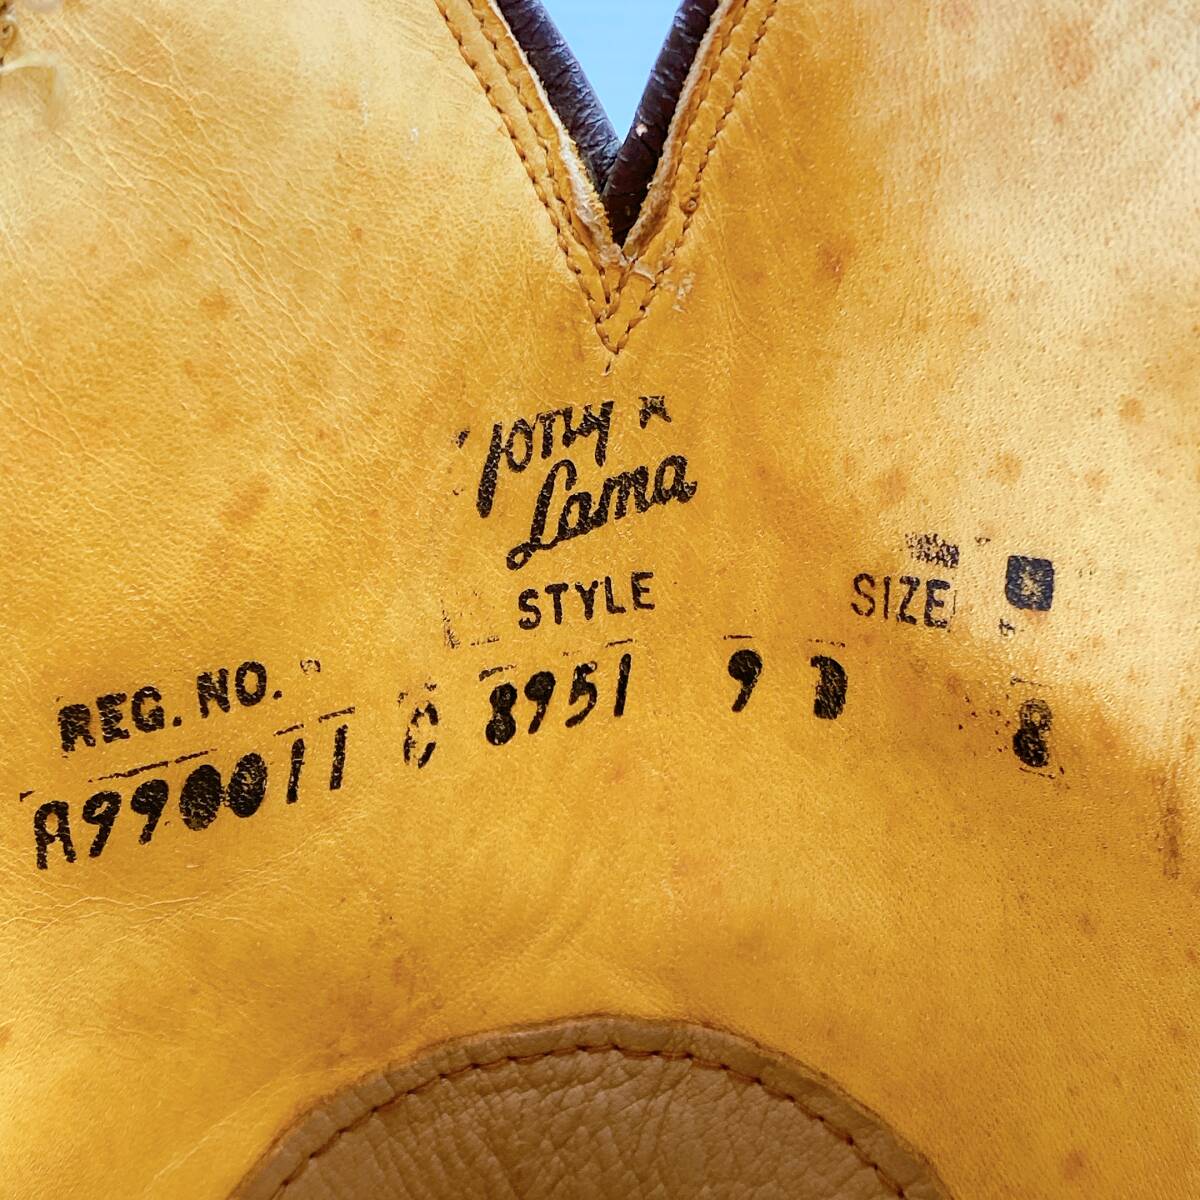 Tony
Lama
STYLE SIZE
REG. NO.
A990011 C 8951 9 D 8